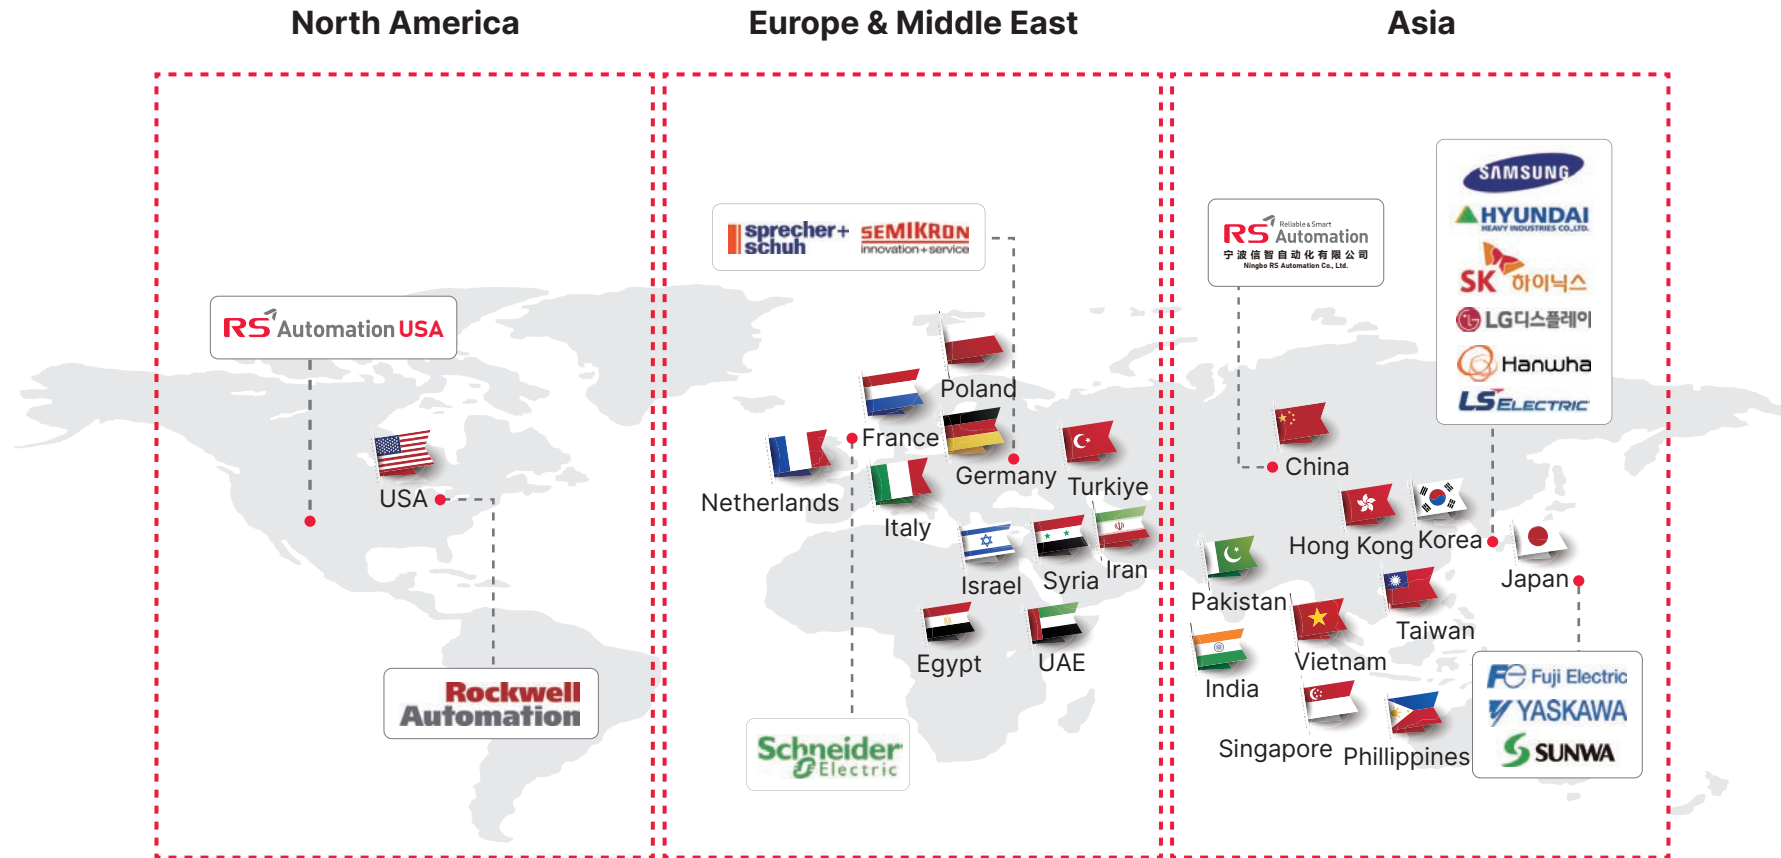 North America
Europe & Middle East
Asia
RS Automation USA
USA
Rockwell
Automation
sprecher+
schuh
SEMIKRON
innovation+service
Poland
France
Germany
Turkiye
Netherlands
Italy
Israel
Syria
Iran
Egypt
UAE
Schneider
Electric
Reliable & Smart
RS Automation
宁波信智自动化有限公司
Ningbo RS Automation Co., Ltd.
SAMSUNG
HYUNDAI
HEAVY INDUSTRIES CO.,LTD.
SK 하이닉스
LG디스플레이
Hanwha
LS ELECTRIC
China
Hong Kong
Korea
Japan
Pakistan
Taiwan
Vietnam
India
Singapore
Phillippines
Fe Fuji Electric
YASKAWA
SUNWA